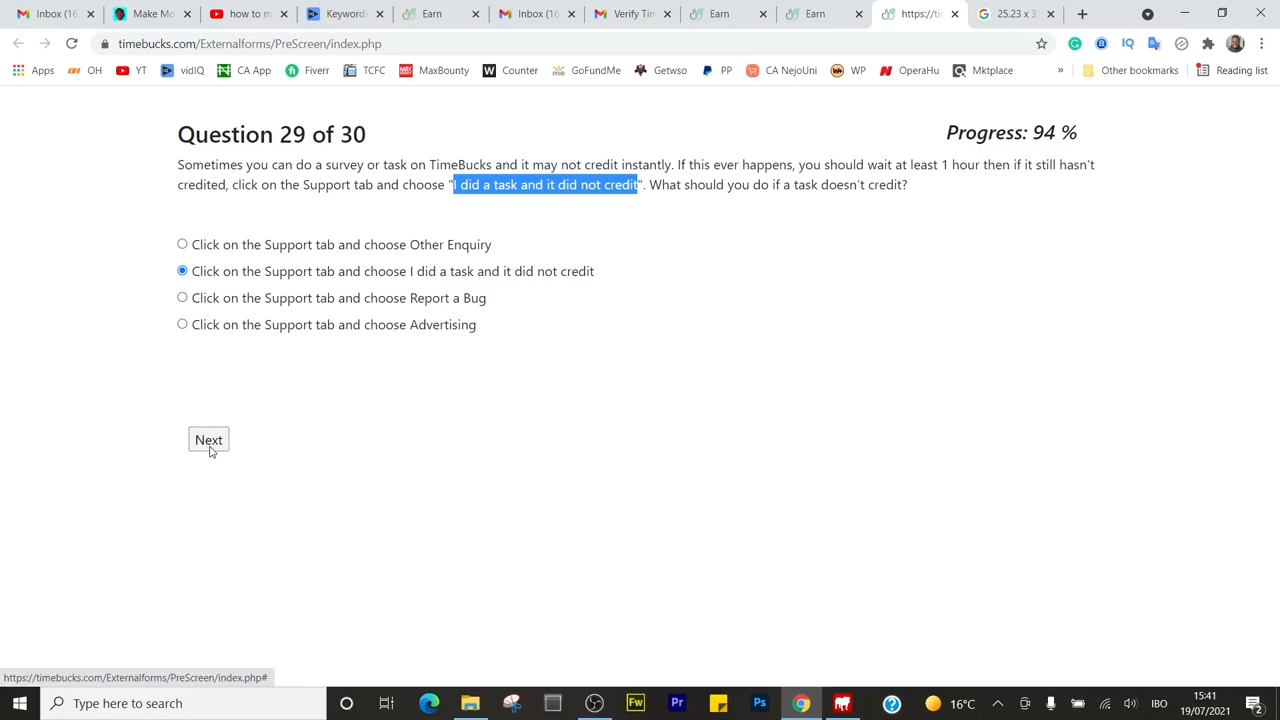 Inbox (16.
Make Mo
how to m
Keywords
Earn
Inbox (16.
Verify Tim
Earn
Earn
https://tim
25.23 x 3
timebucks.com/Externalforms/PreScreen/index.php
Apps
OH
YT
vidIQ
CA App
Fiverr
TCFC
MaxBounty
Counter
GoFundMe
Getwso
PP
CA NejoUni
WP
OperaHu
Mktplace
»
Other bookmarks
Reading list
Question 29 of 30
Progress: 94 %
Sometimes you can do a survey or task on TimeBucks and it may not credit instantly. If this ever happens, you should wait at least 1 hour then if it still hasn't
credited, click on the Support tab and choose "I did a task and it did not credit". What should you do if a task doesn't credit?
Click on the Support tab and choose Other Enquiry
Click on the Support tab and choose I did a task and it did not credit
Click on the Support tab and choose Report a Bug
Click on the Support tab and choose Advertising
Next
https://timebucks.com/Externalforms/PreScreen/index.php#
Type here to search
Fw
Pr
Ps
16°C
IBO
15:41
19/07/2021
2